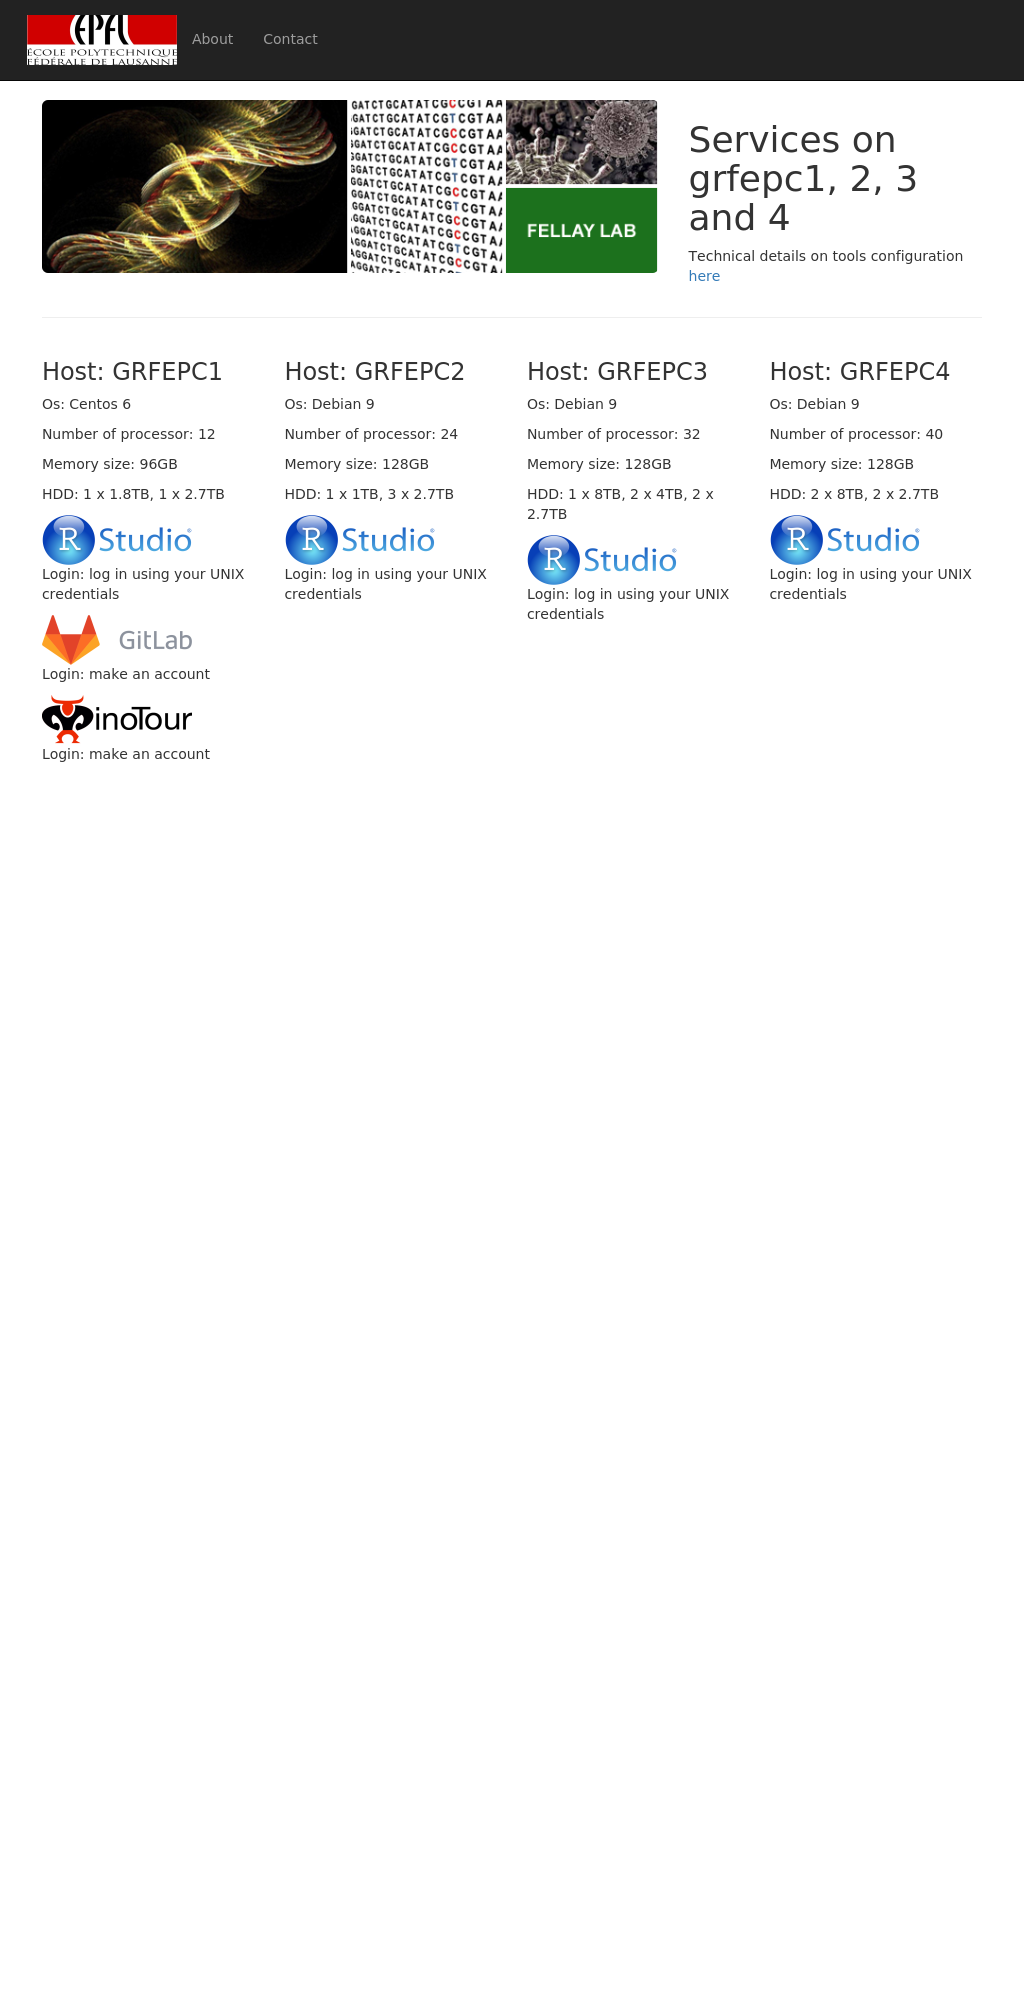 EPFL
ÉCOLE POLYTECHNIQUE
FÉDÉRALE DE LAUSANNE
About
Contact
FELLAY LAB
Services on
grfepc1, 2, 3
and 4
Technical details on tools configuration
here
Host: GRFEPC1
Os: Centos 6
Number of processor: 12
Memory size: 96GB
HDD: 1 x 1.8TB, 1 x 2.7TB
R Studio®
Login: log in using your UNIX
credentials
GitLab
Login: make an account
minoTour
Login: make an account
Host: GRFEPC2
Os: Debian 9
Number of processor: 24
Memory size: 128GB
HDD: 1 x 1TB, 3 x 2.7TB
R Studio®
Login: log in using your UNIX
credentials
Host: GRFEPC3
Os: Debian 9
Number of processor: 32
Memory size: 128GB
HDD: 1 x 8TB, 2 x 4TB, 2 x
2.7TB
R Studio®
Login: log in using your UNIX
credentials
Host: GRFEPC4
Os: Debian 9
Number of processor: 40
Memory size: 128GB
HDD: 2 x 8TB, 2 x 2.7TB
R Studio®
Login: log in using your UNIX
credentials